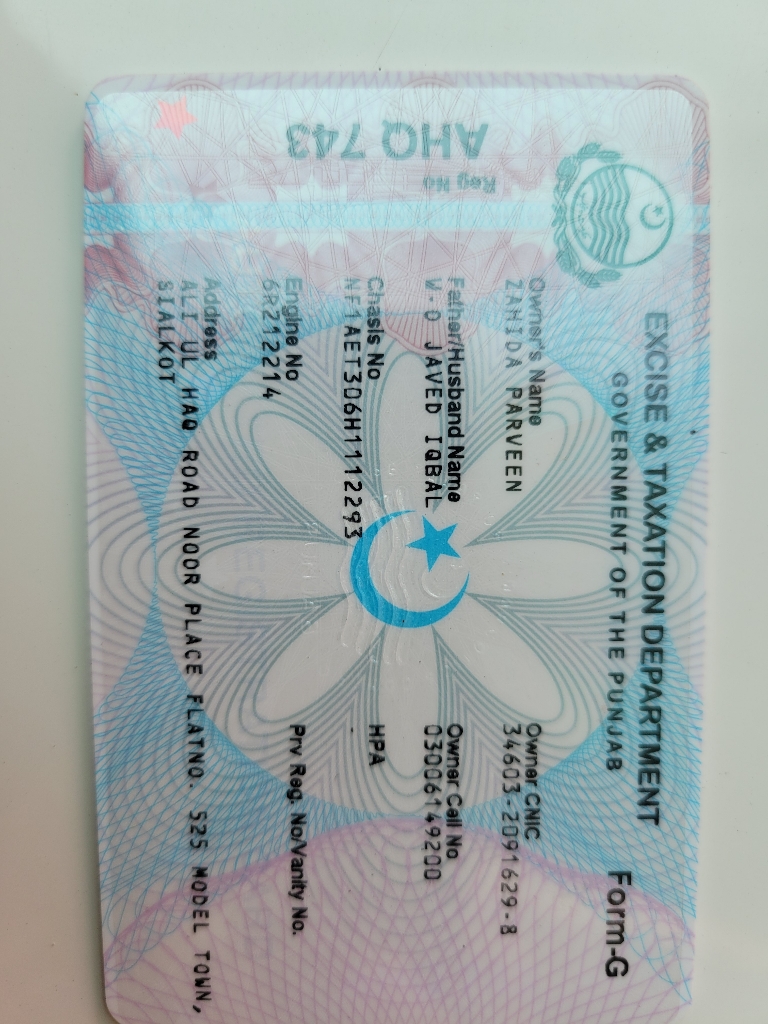 EXCISE & TAXATION DEPARTMENT
GOVERNMENT OF THE PUNJAB
Form-G
Reg No
AHQ 743
Owner's Name
ZAHIDA PARVEEN
Owner CNIC
34603-2091629-8
Father/Husband Name
W-O JAVED IQBAL
Owner Cell No
03006149200
Chasis No
NF1AET306H1112293
HPA
-
Engine No
6R212214
Prv Reg. No/Vanity No.
Address
ALI UL HAQ ROAD NOOR PLACE FLATNO. 525 MODEL TOWN,
SIALKOT